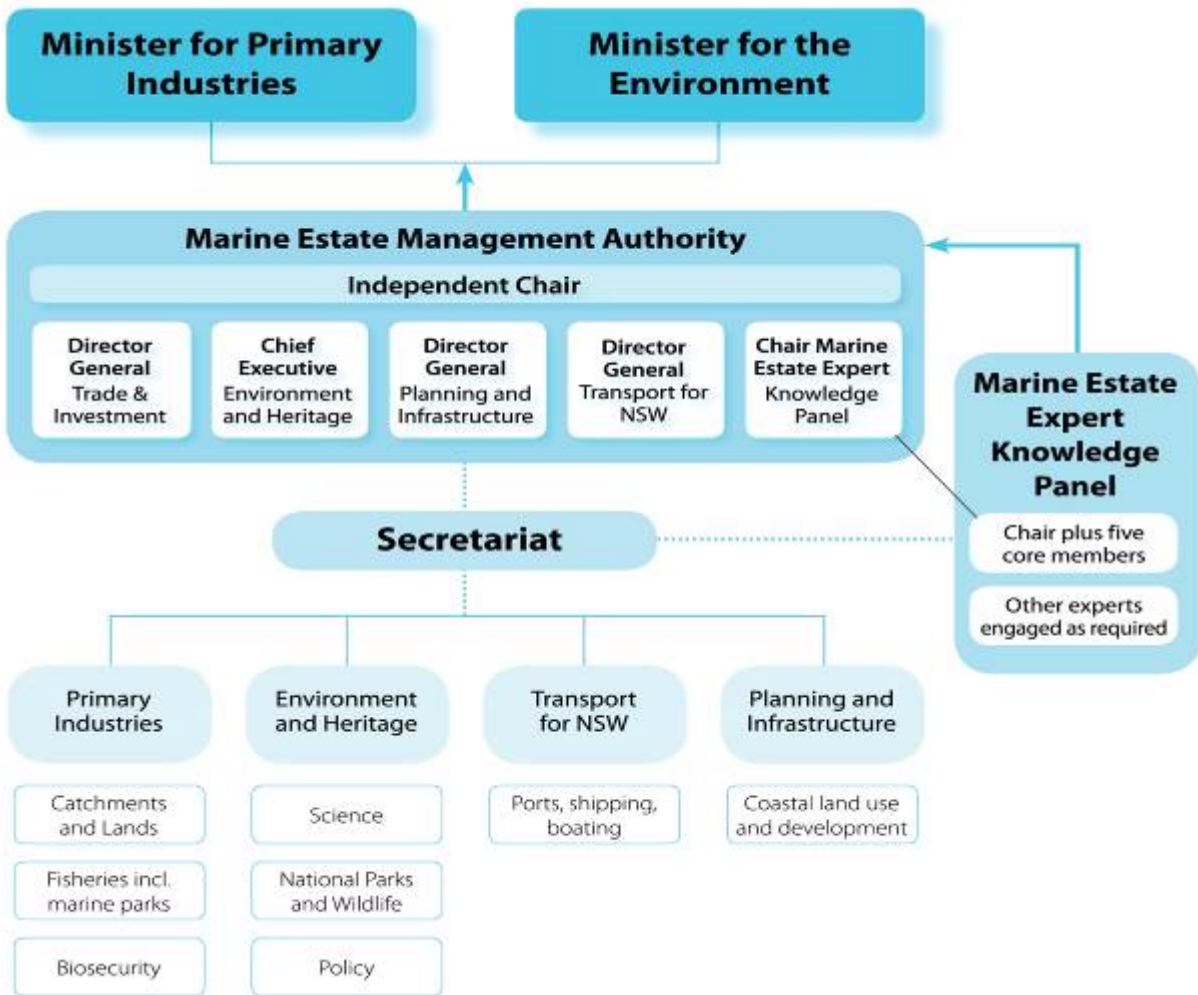 Minister for Primary
Industries
Minister for the
Environment
Marine Estate Management Authority
Independent Chair
Director
General
Trade &
Investment
Chief
Executive
Environment
and Heritage
Director
General
Planning and
Infrastructure
Director
General
Transport for
NSW
Chair Marine
Estate Expert
Knowledge
Panel
Marine Estate
Expert
Knowledge
Panel
Chair plus five
core members
Other experts
engaged as required
Secretariat
Primary
Industries
Catchments
and Lands
Fisheries incl.
marine parks
Biosecurity
Environment
and Heritage
Science
National Parks
and Wildlife
Policy
Transport
for NSW
Ports, shipping,
boating
Planning and
Infrastructure
Coastal land use
and development